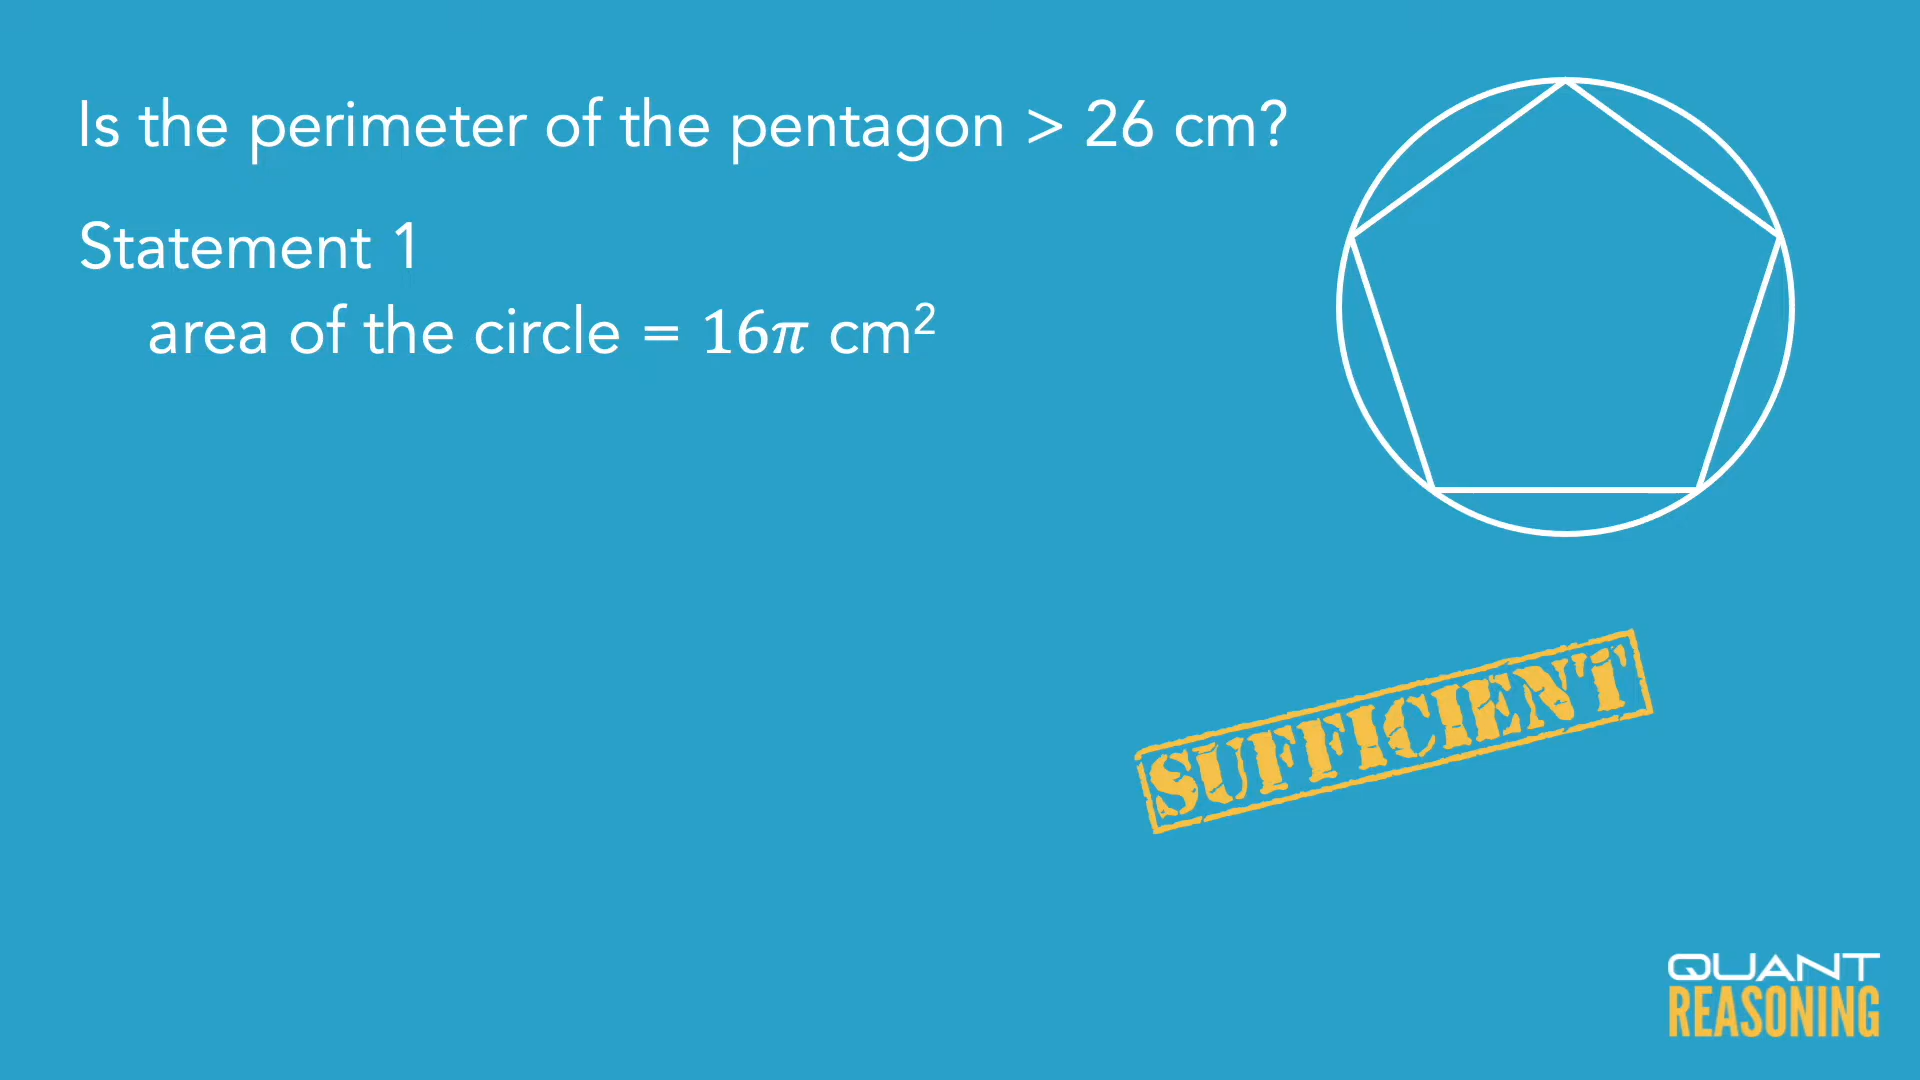 Is the perimeter of the pentagon > 26 cm?
Statement 1
area of the circle = 16π cm²
SUFFICIENT
QUANT
REASONING